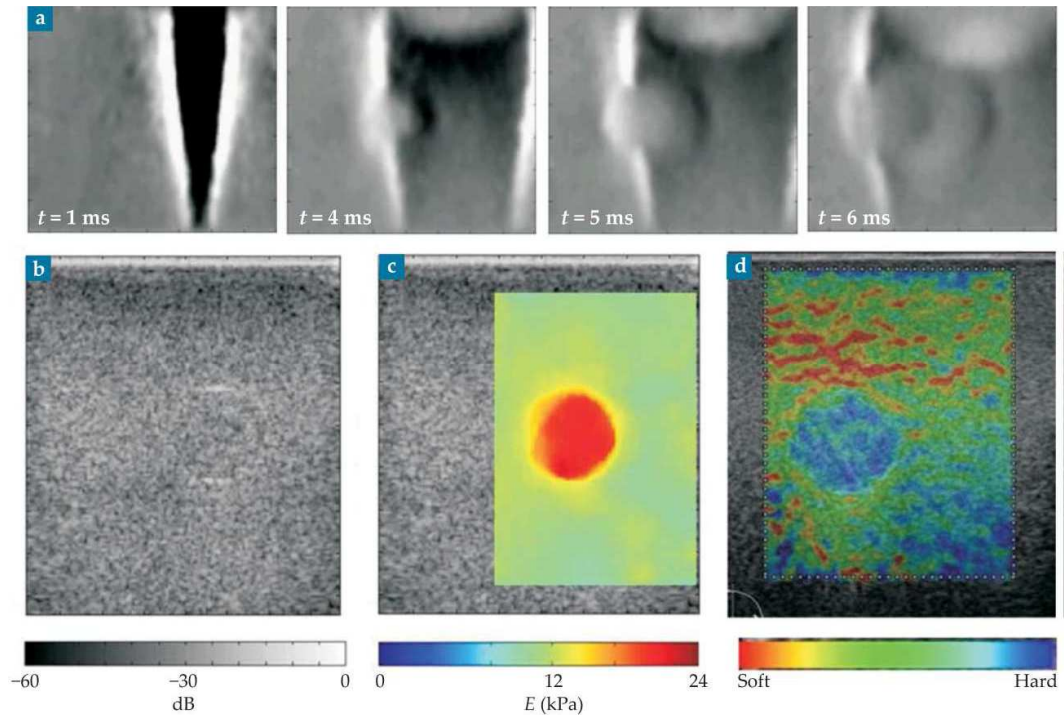 a
t = 1 ms
t = 4 ms
t = 5 ms
t = 6 ms
b
c
d
−60
−30
0
dB
0
12
24
E (kPa)
Soft
Hard